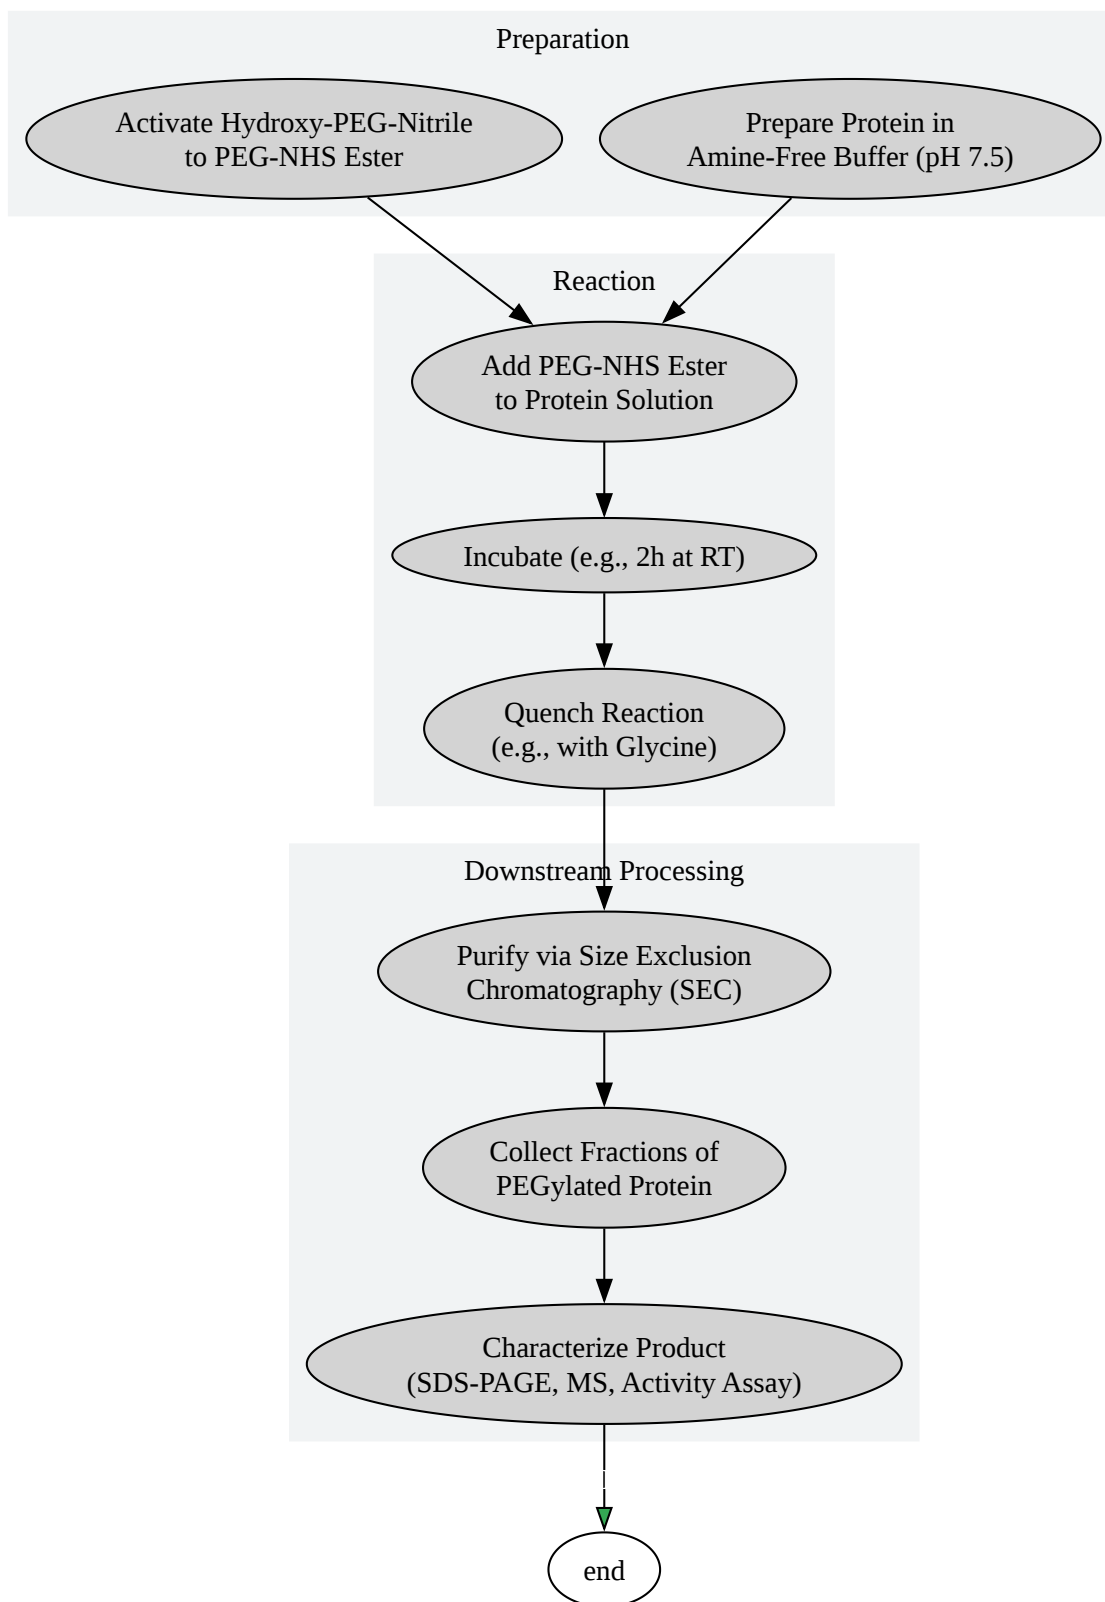 Preparation
Activate Hydroxy-PEG-Nitrile
to PEG-NHS Ester
Prepare Protein in
Amine-Free Buffer (pH 7.5)
Reaction
Add PEG-NHS Ester
to Protein Solution
Incubate (e.g., 2h at RT)
Quench Reaction
(e.g., with Glycine)
Downstream Processing
Purify via Size Exclusion
Chromatography (SEC)
Collect Fractions of
PEGylated Protein
Characterize Product
(SDS-PAGE, MS, Activity Assay)
end